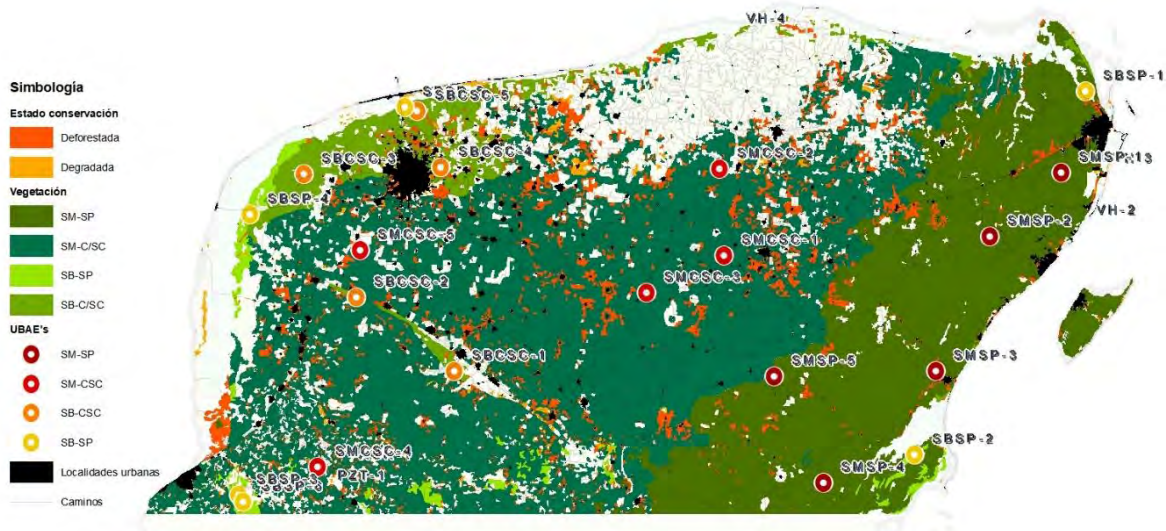 Simbología
Estado conservación
Deforestada
Degradada
Vegetación
SM-SP
SM-C/SC
SB-SP
SB-C/SC
UBAE's
SM-SP
SM-CSC
SB-CSC
SB-SP
Localidades urbanas
Caminos
VH-4
SBSP-1
SBCSC-5
SBCSC-3
SBCSC-4
SMCSC-2
SMSP-1
SBSP-4
VH-2
SMSP-2
SMCSC-5
SMCSC-1
SMCSC-3
SBCSC-2
SBCSC-1
SMSP-5
SMSP-3
SBSP-2
SMCSC-4
PZT-1
SMSP-4